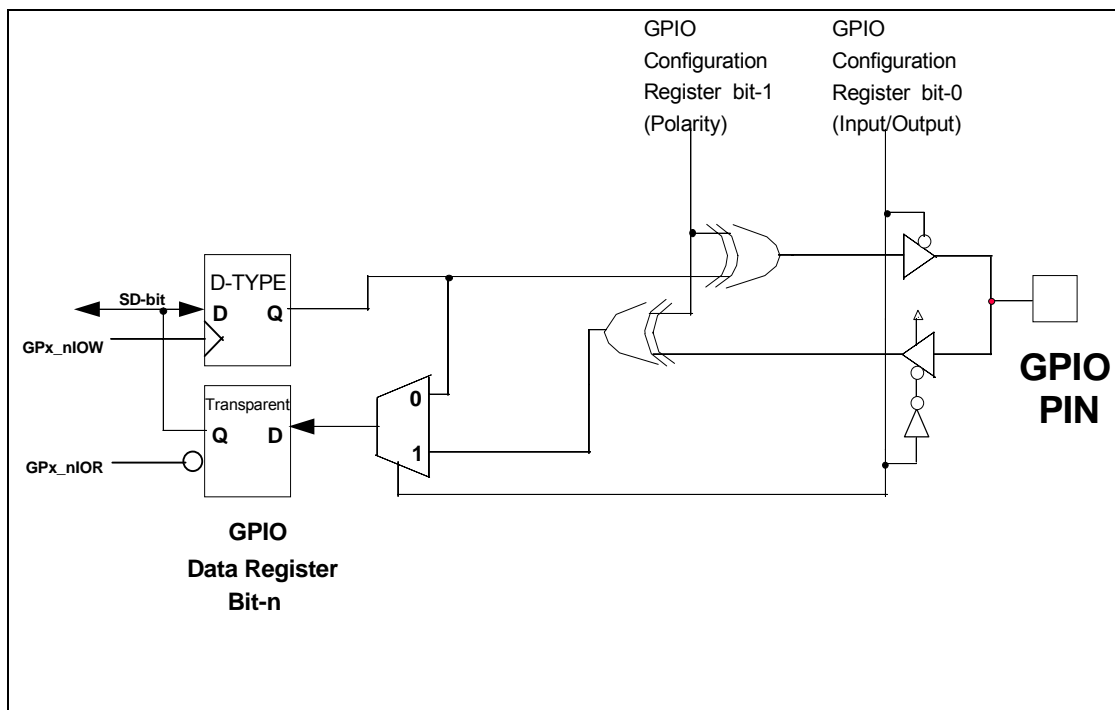 GPIO
Configuration
Register bit-1
(Polarity)
GPIO
Configuration
Register bit-0
(Input/Output)
D-TYPE
SD-bit
D
Q
GPx_nIOW
Transparent
Q
D
GPx_nIOR
0
1
GPIO
PIN
GPIO
Data Register
Bit-n